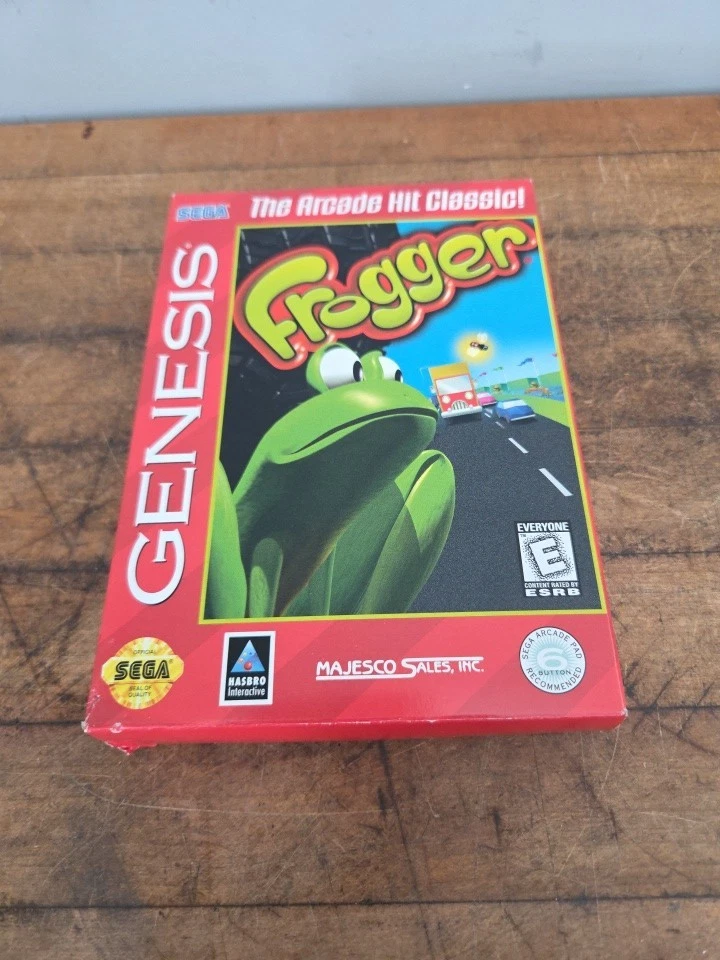 SEGA
The Arcade Hit Classic!
GENESIS
Frogger
EVERYONE
E
CONTENT RATED BY
ESRB
OFFICIAL
SEGA
SEAL OF
QUALITY
HASBRO
Interactive
MAJESCO SALES, INC.
SEGA ARCADE PAD
6
BUTTON
RECOMMENDED